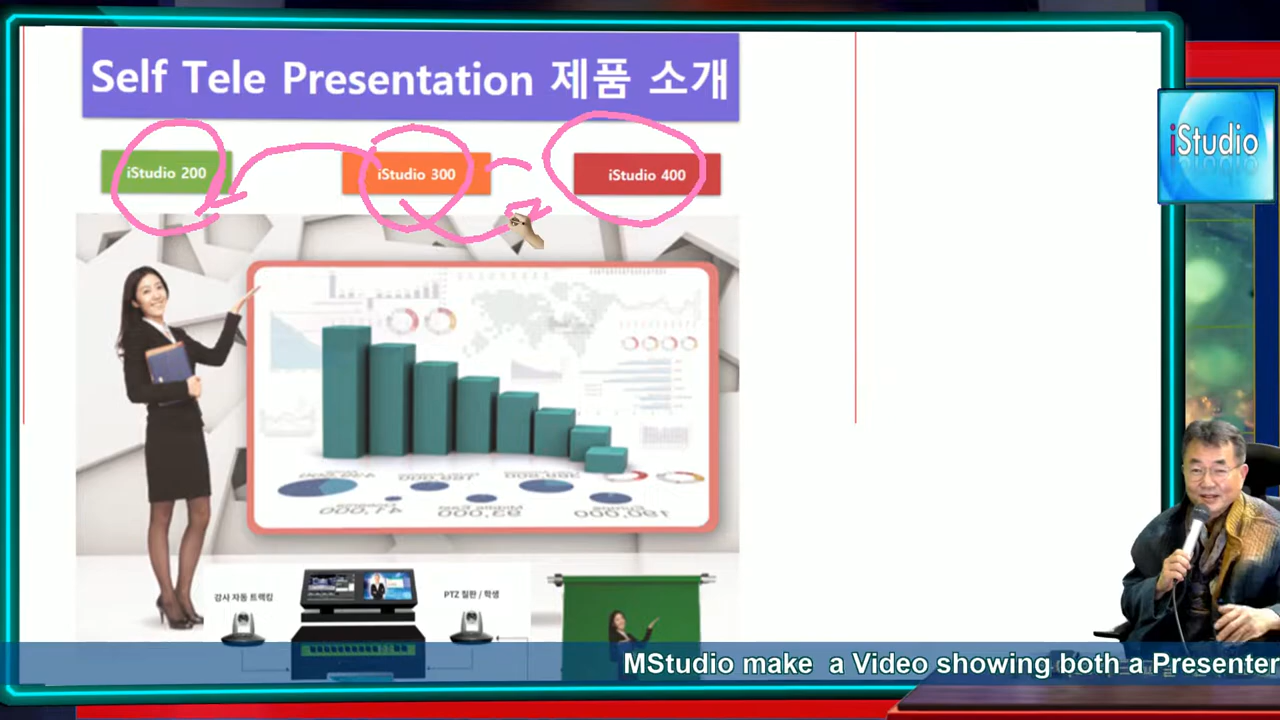 Self Tele Presentation 제품 소개
iStudio 200
iStudio 300
iStudio 400
iStudio
강사 자동 트랙킹
PTZ 칠판 / 학생
MStudio make a Video showing both a Presenter